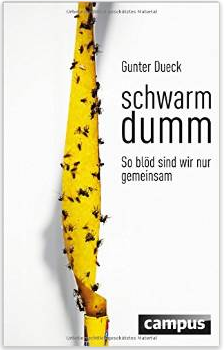 Gunter Dueck
schwarm
dumm
So blöd sind wir nur
gemeinsam
campus